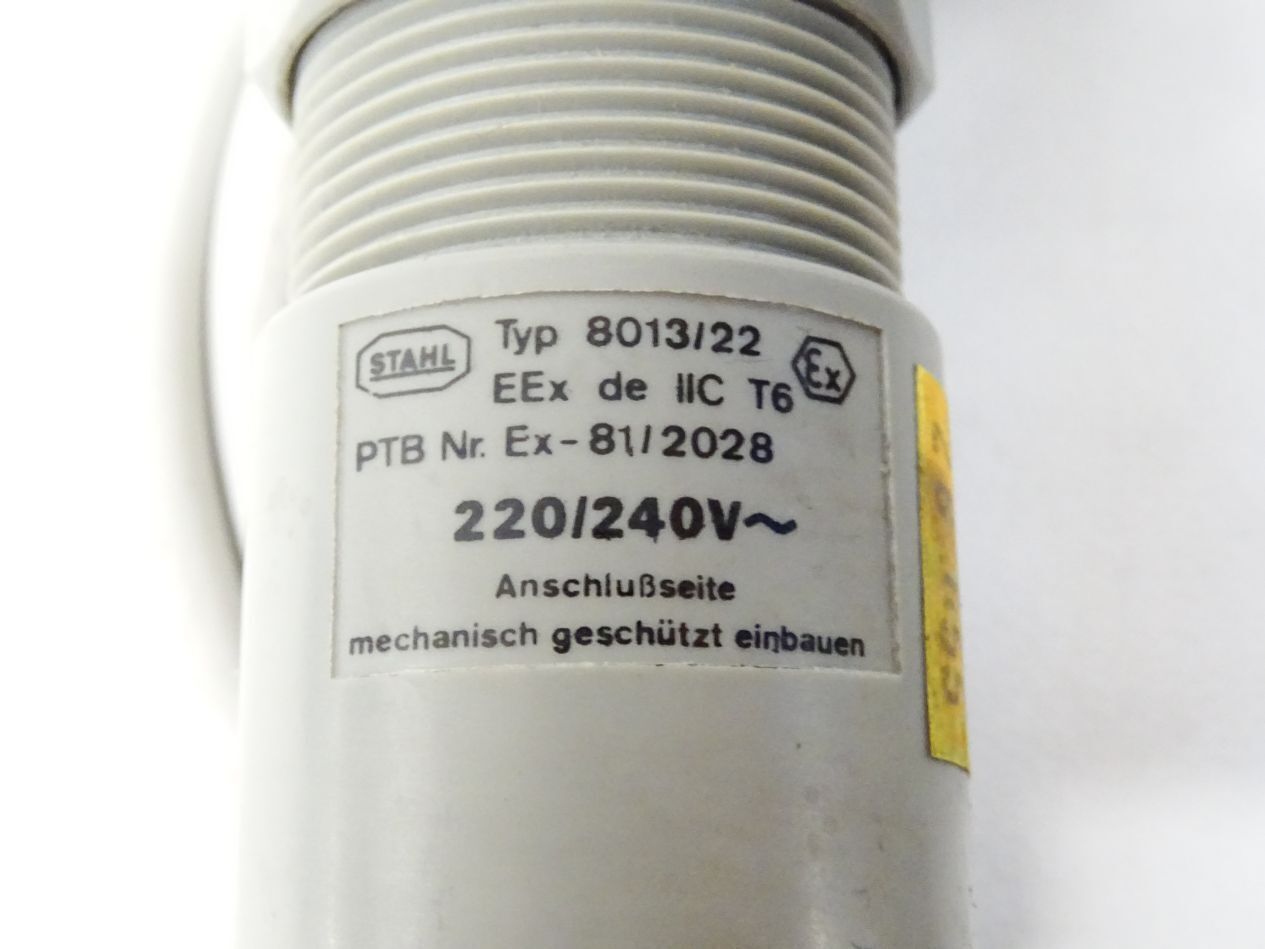 STAHL
Typ 8013/22
Ex
EEx de IIC T6
PTB Nr. Ex-81/2028
220/240V~
Anschlußseite
mechanisch geschützt einbauen